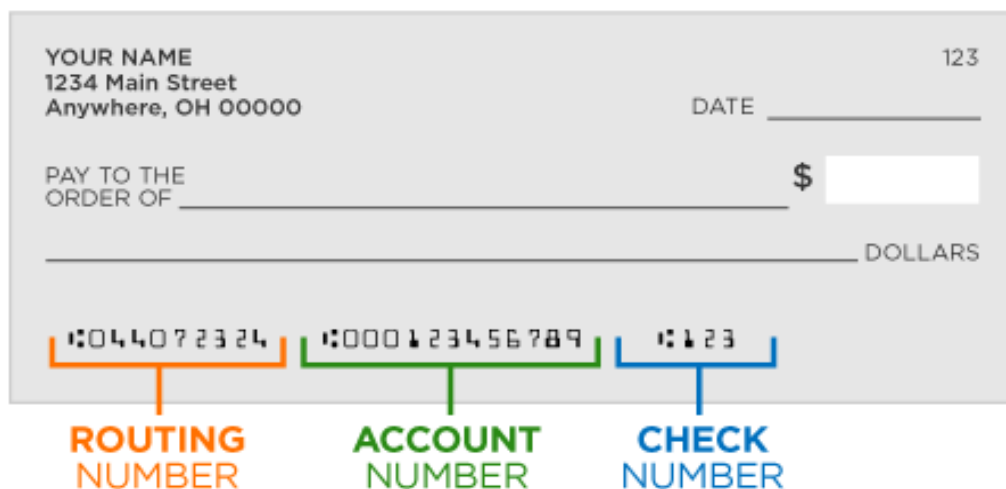 YOUR NAME 123
1234 Main Street
Anywhere, OH 00000
DATE
PAY TO THE
ORDER OF
$
DOLLARS
⑆044072324 ⑆000123456789 ⑆123
ROUTING ACCOUNT CHECK
NUMBER NUMBER NUMBER